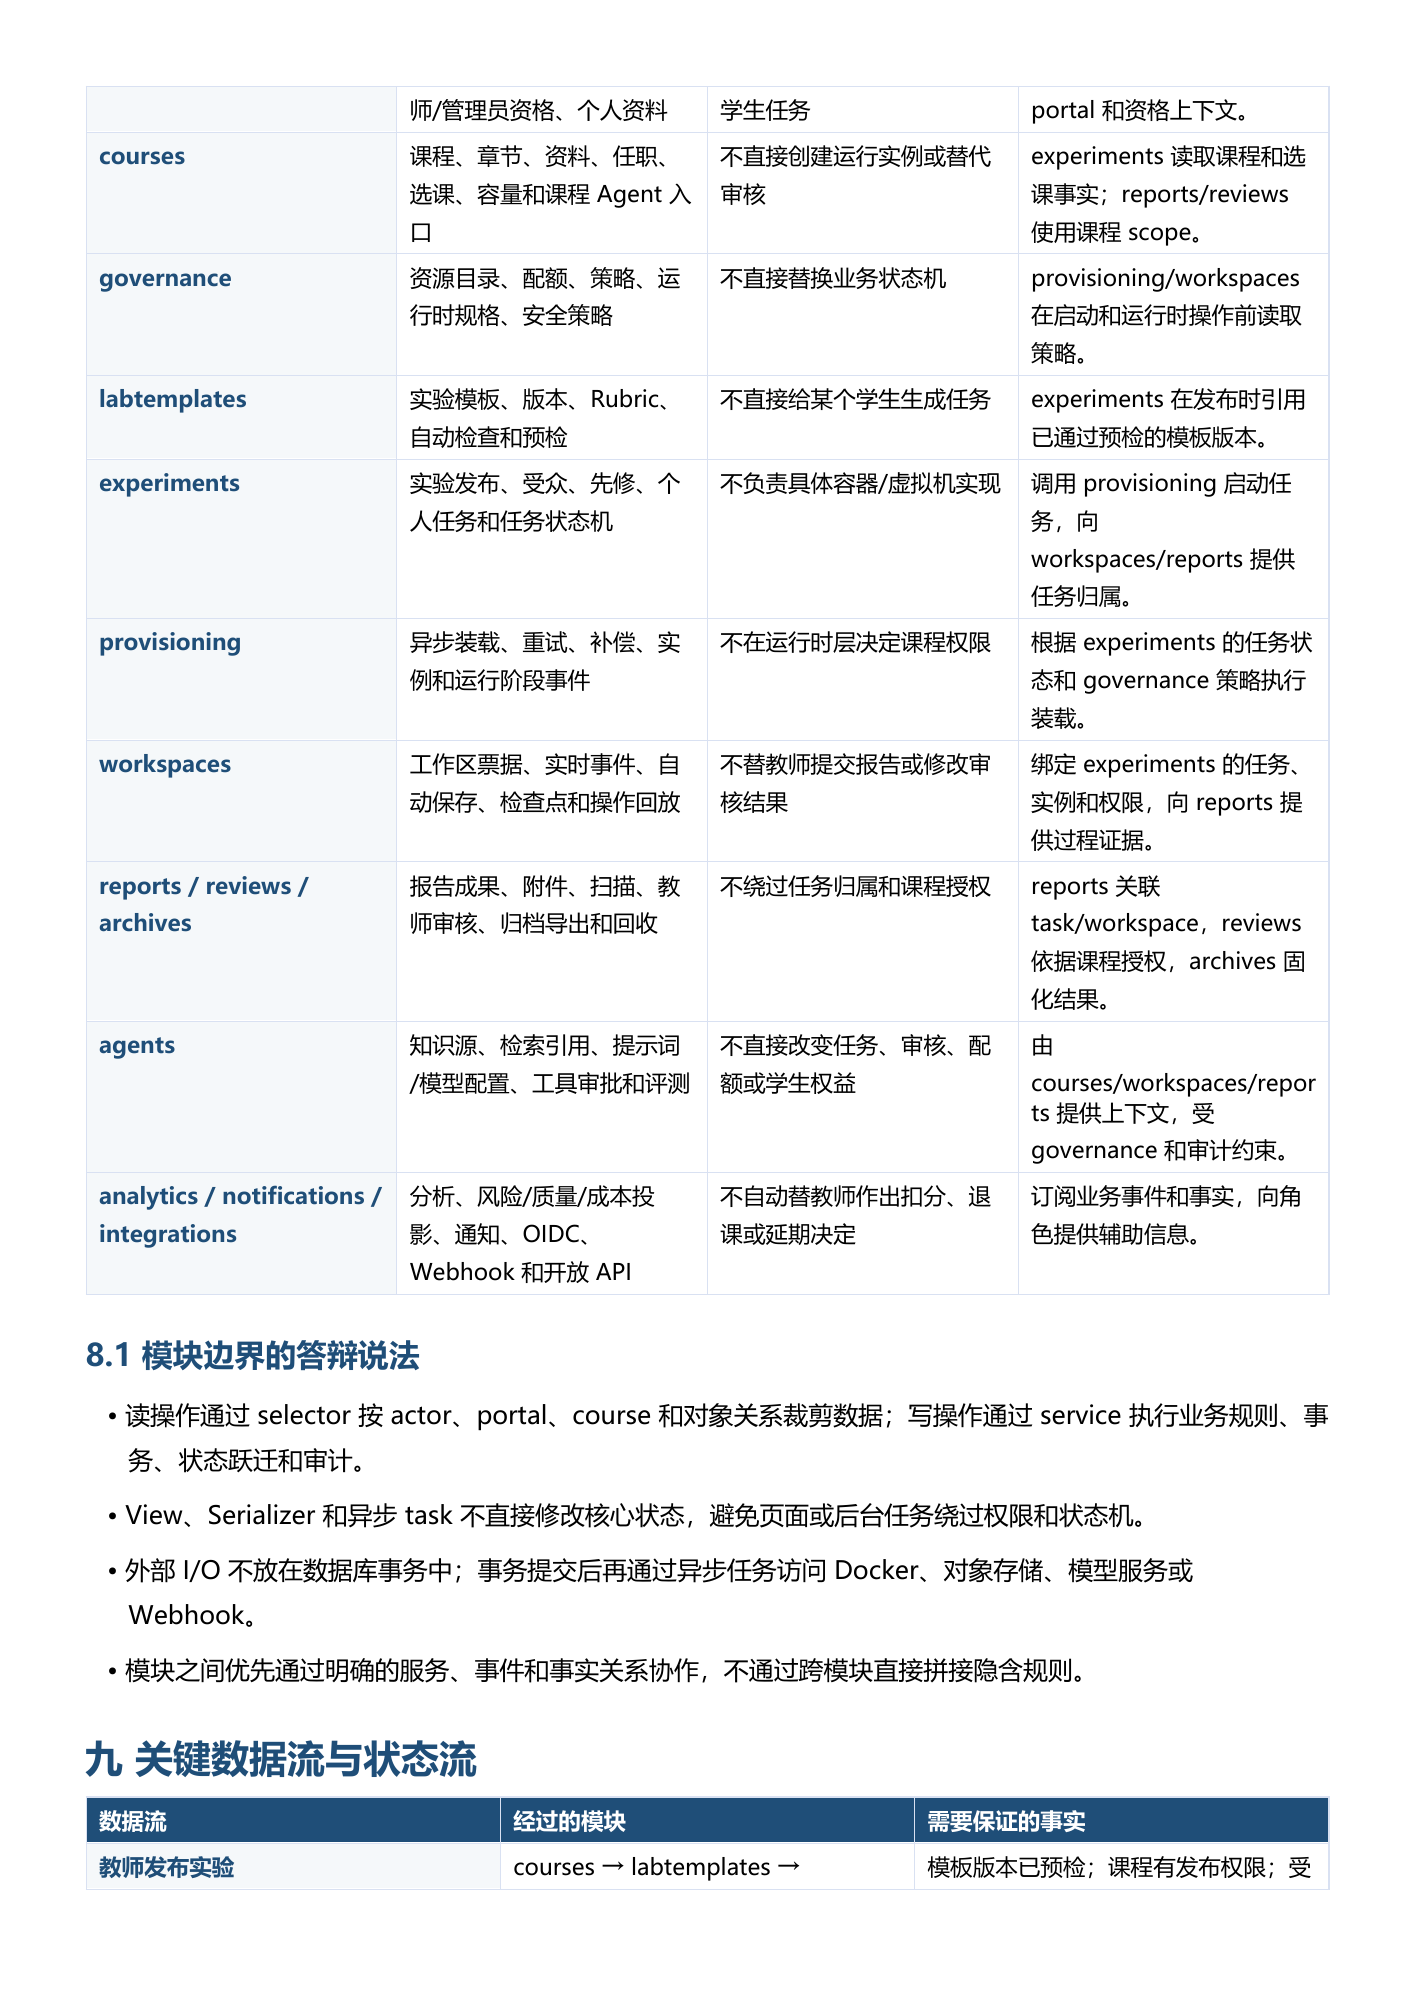 师/管理员资格、个人资料
学生任务
portal 和资格上下文。
courses
课程、章节、资料、任职、
选课、容量和课程 Agent 入
口
不直接创建运行实例或替代
审核
experiments 读取课程和选
课事实；reports/reviews
使用课程 scope。
governance
资源目录、配额、策略、运
行时规格、安全策略
不直接替换业务状态机
provisioning/workspaces
在启动和运行时操作前读取
策略。
labtemplates
实验模板、版本、Rubric、
自动检查和预检
不直接给某个学生生成任务
experiments 在发布时引用
已通过预检的模板版本。
experiments
实验发布、受众、先修、个
人任务和任务状态机
不负责具体容器/虚拟机实现
调用 provisioning 启动任
务，向
workspaces/reports 提供
任务归属。
provisioning
异步装载、重试、补偿、实
例和运行阶段事件
不在运行时层决定课程权限
根据 experiments 的任务状
态和 governance 策略执行
装载。
workspaces
工作区票据、实时事件、自
动保存、检查点和操作回放
不替教师提交报告或修改审
核结果
绑定 experiments 的任务、
实例和权限，向 reports 提
供过程证据。
reports / reviews /
archives
报告成果、附件、扫描、教
师审核、归档导出和回收
不绕过任务归属和课程授权
reports 关联
task/workspace，reviews
依据课程授权，archives 固
化结果。
agents
知识源、检索引用、提示词
/模型配置、工具审批和评测
不直接改变任务、审核、配
额或学生权益
由
courses/workspaces/repor
ts 提供上下文，受
governance 和审计约束。
analytics / notifications /
integrations
分析、风险/质量/成本投
影、通知、OIDC、
Webhook 和开放 API
不自动替教师作出扣分、退
课或延期决定
订阅业务事件和事实，向角
色提供辅助信息。
8.1 模块边界的答辩说法
• 读操作通过 selector 按 actor、portal、course 和对象关系裁剪数据；写操作通过 service 执行业务规则、事
务、状态跃迁和审计。
• View、Serializer 和异步 task 不直接修改核心状态，避免页面或后台任务绕过权限和状态机。
• 外部 I/O 不放在数据库事务中；事务提交后再通过异步任务访问 Docker、对象存储、模型服务或
Webhook。
• 模块之间优先通过明确的服务、事件和事实关系协作，不通过跨模块直接拼接隐含规则。
九 关键数据流与状态流
数据流
经过的模块
需要保证的事实
教师发布实验
courses → labtemplates →
模板版本已预检；课程有发布权限；受